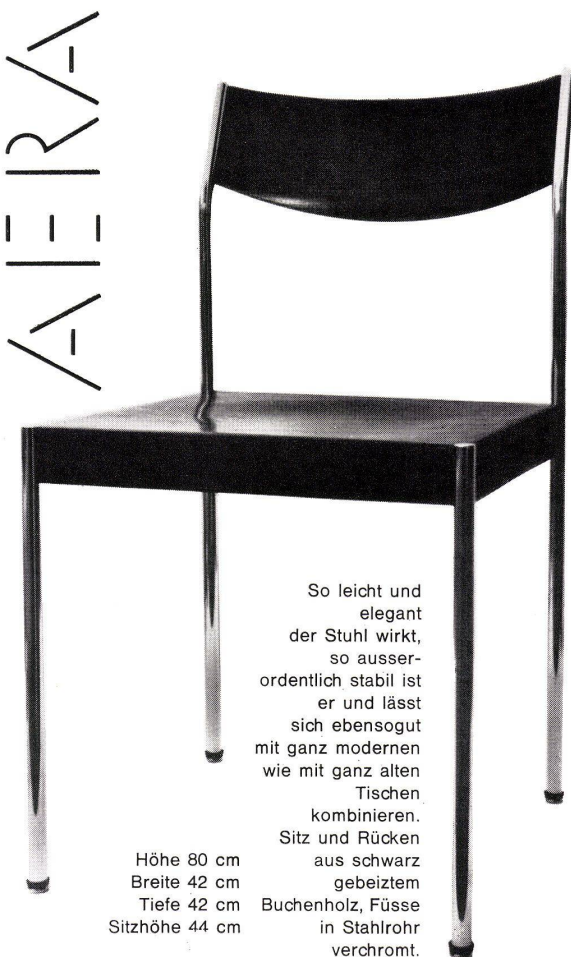 AERA
So leicht und
elegant
der Stuhl wirkt,
so ausser-
ordentlich stabil ist
er und lässt
sich ebensogut
mit ganz modernen
wie mit ganz alten
Tischen
kombinieren.
Sitz und Rücken
aus schwarz
gebeiztem
Buchenholz, Füsse
in Stahlrohr
verchromt.
Höhe 80 cm
Breite 42 cm
Tiefe 42 cm
Sitzhöhe 44 cm